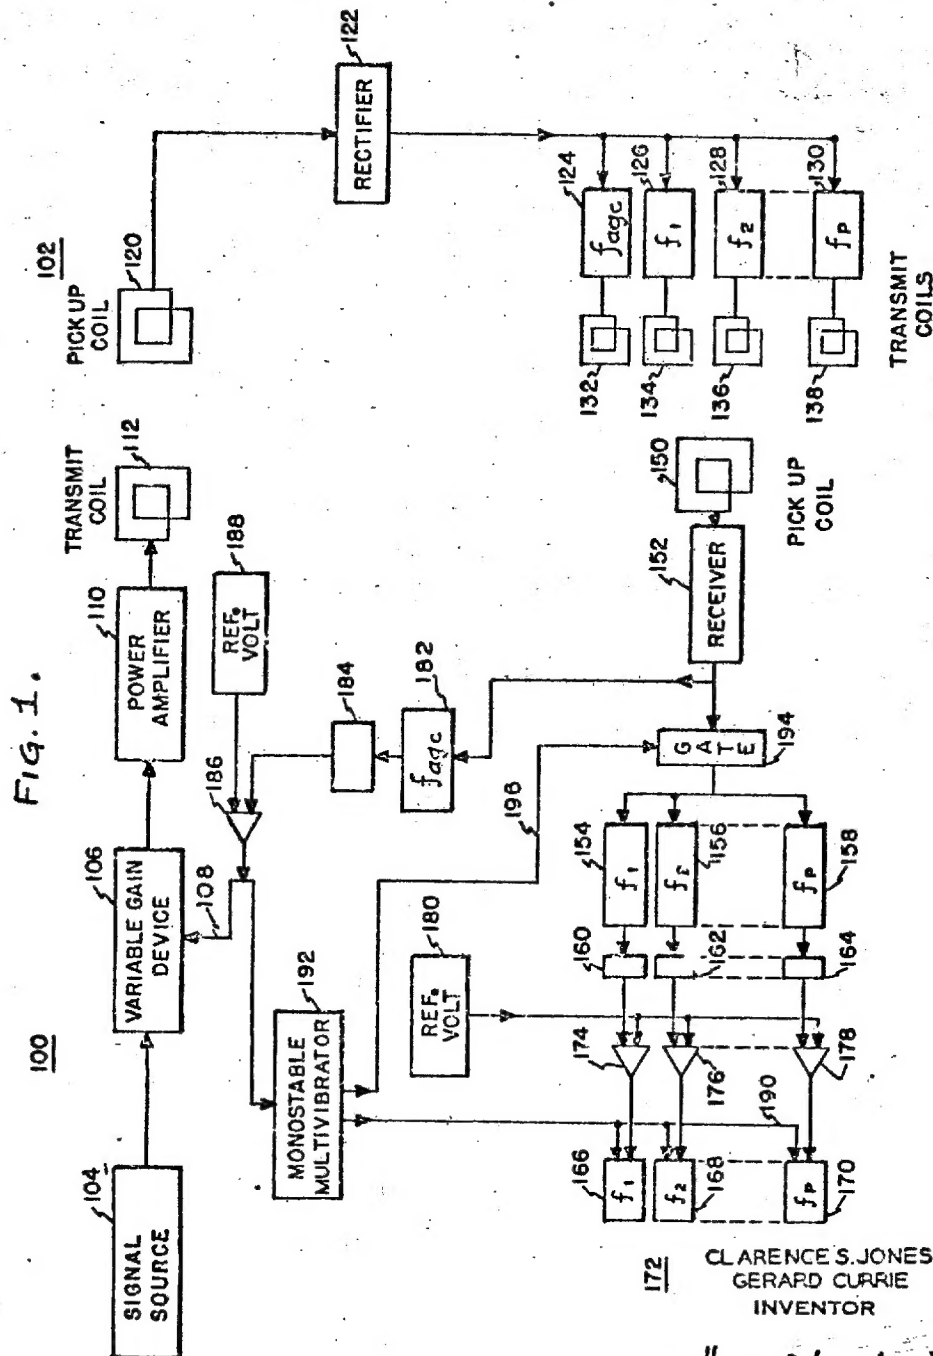 FIG. 1.
100
104
SIGNAL
SOURCE
106
VARIABLE GAIN
DEVICE
108
110
POWER
AMPLIFIER
TRANSMIT
COIL
112
PICK UP
COIL
102
120
RECTIFIER
122
186
REF.
VOLT
188
184
182
fagc
192
MONOSTABLE
MULTIVIBRATOR
196
180
REF.
VOLT
GATE
194
152
RECEIVER
150
PICK UP
COIL
124
fagc
126
f1
128
f2
130
fP
132
134
136
138
TRANSMIT
COILS
154
f1
156
f2
158
fP
160
162
164
174
176
178
190
166
f1
168
f2
170
fP
172
CLARENCE S. JONES
GERARD CURRIE
INVENTOR